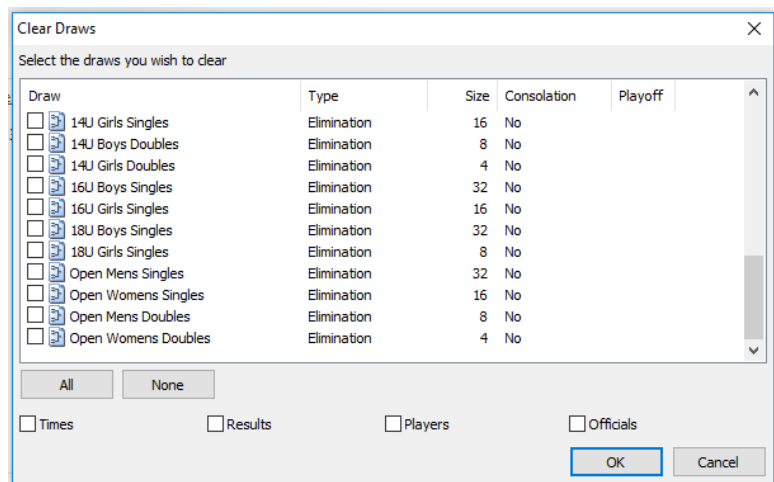 Clear Draws
Select the draws you wish to clear
Draw Type Size Consolation Playoff
14U Girls Singles Elimination 16 No
14U Boys Doubles Elimination 8 No
14U Girls Doubles Elimination 4 No
16U Boys Singles Elimination 32 No
16U Girls Singles Elimination 16 No
18U Boys Singles Elimination 32 No
18U Girls Singles Elimination 8 No
Open Mens Singles Elimination 32 No
Open Womens Singles Elimination 16 No
Open Mens Doubles Elimination 8 No
Open Womens Doubles Elimination 4 No
All None
Times Results Players Officials
OK Cancel